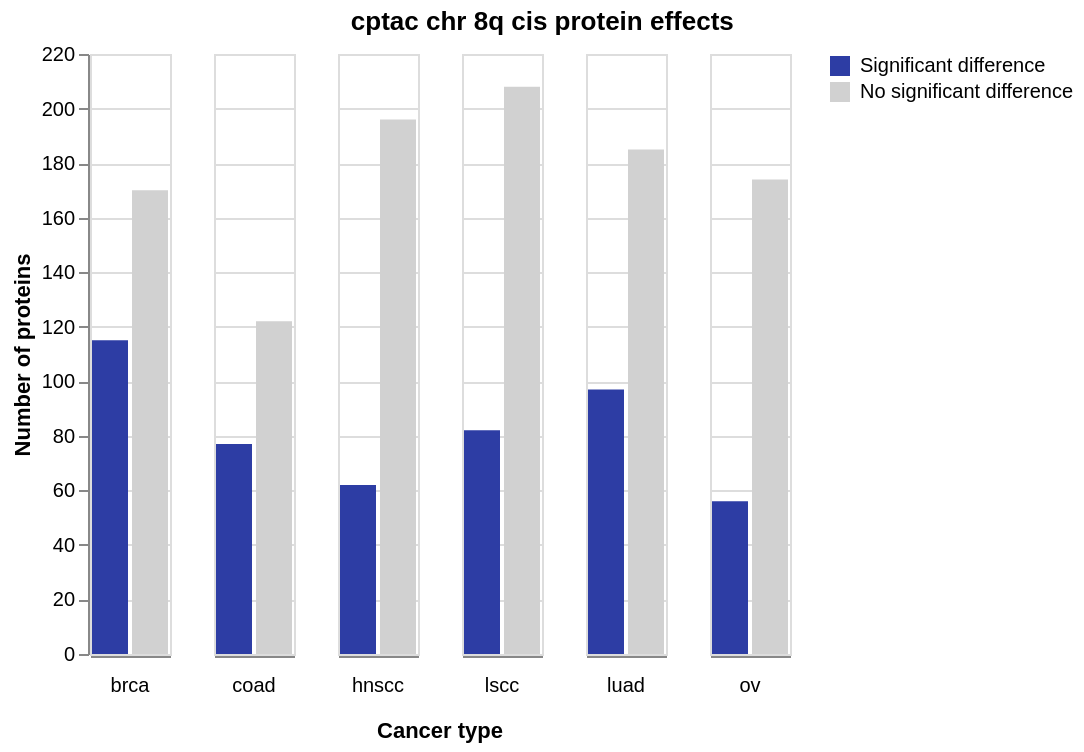 cptac chr 8q cis protein effects
Significant difference
No significant difference
Number of proteins
220
200
180
160
140
120
100
80
60
40
20
0
brca coad hnscc lscc luad ov
Cancer type